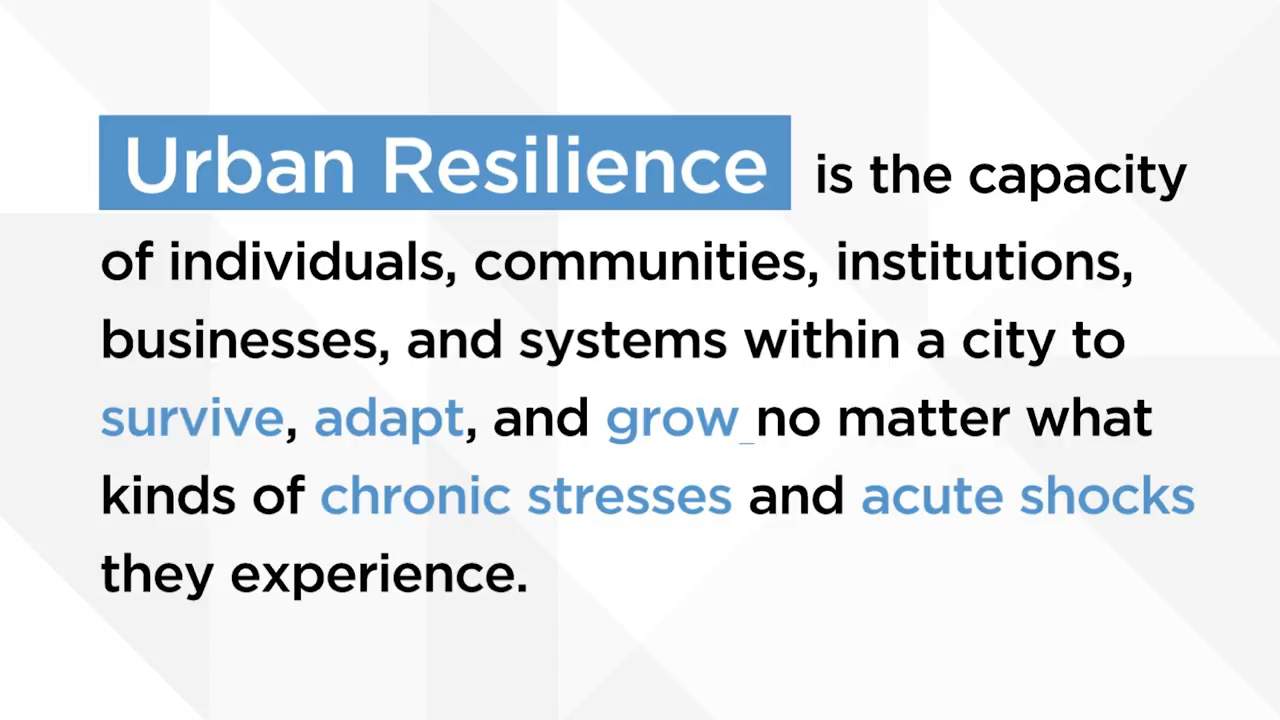 Urban Resilience is the capacity
of individuals, communities, institutions,
businesses, and systems within a city to
survive, adapt, and grow no matter what
kinds of chronic stresses and acute shocks
they experience.